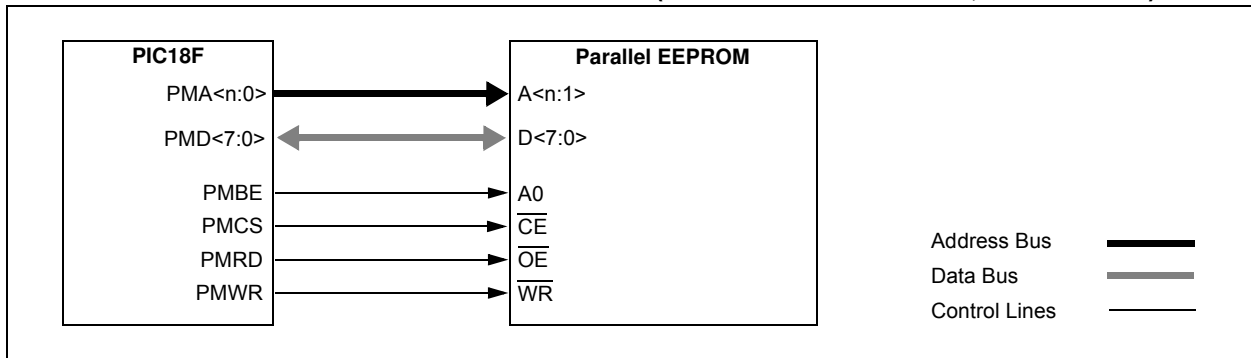 PIC18F
Parallel EEPROM
PMA<n:0>
A<n:1>
PMD<7:0>
D<7:0>
PMBE
A0
PMCS
CE
PMRD
OE
PMWR
WR
Address Bus
Data Bus
Control Lines